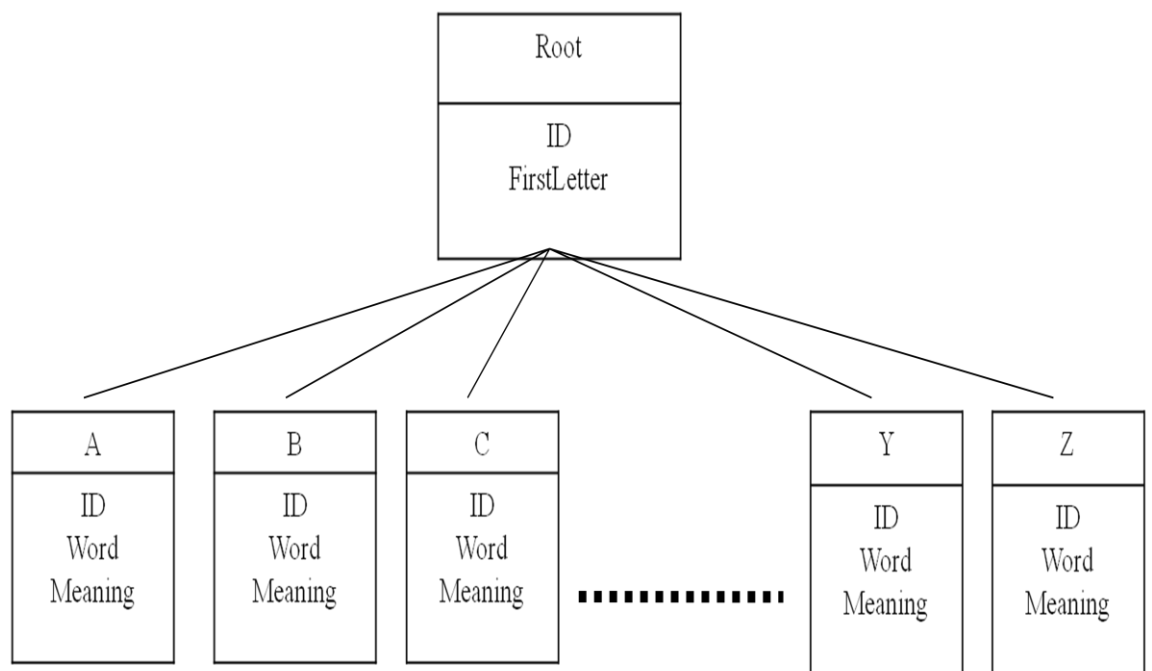 Root
ID
FirstLetter
A
ID
Word
Meaning
B
ID
Word
Meaning
C
ID
Word
Meaning
Y
ID
Word
Meaning
Z
ID
Word
Meaning